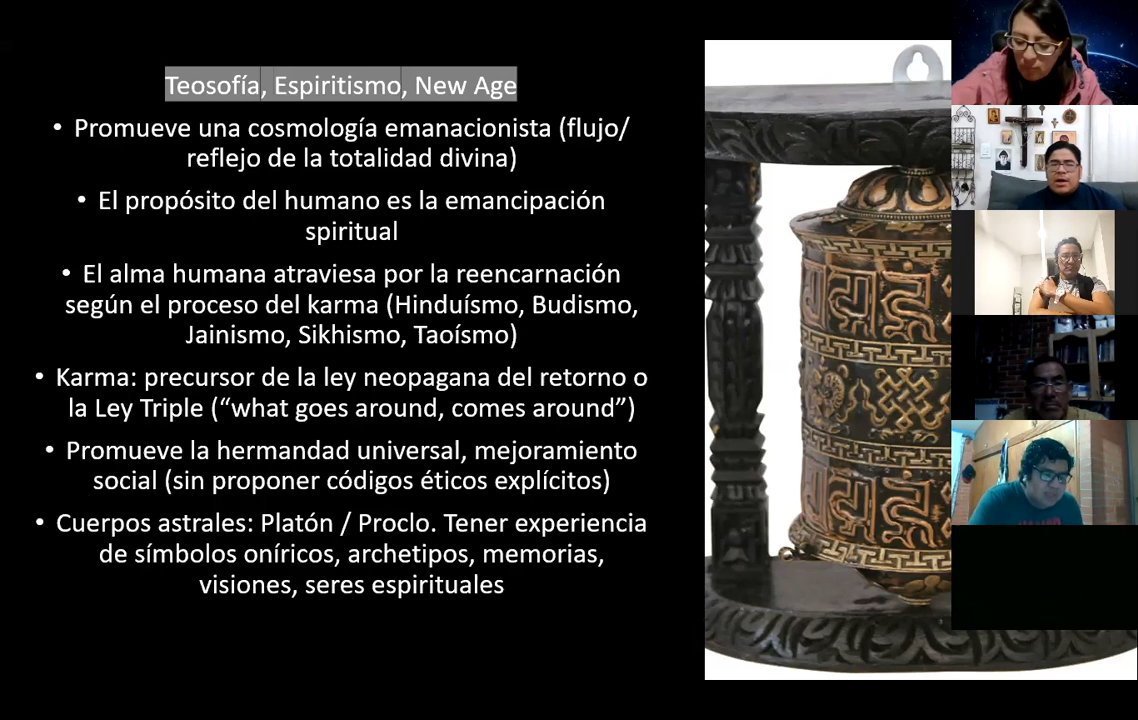 Teosofía, Espiritismo, New Age
• Promueve una cosmología emanacionista (flujo/
reflejo de la totalidad divina)
• El propósito del humano es la emancipación
spiritual
• El alma humana atraviesa por la reencarnación
según el proceso del karma (Hinduísmo, Budismo,
Jainismo, Sikhismo, Taoísmo)
• Karma: precursor de la ley neopagana del retorno o
la Ley Triple (“what goes around, comes around”)
• Promueve la hermandad universal, mejoramiento
social (sin proponer códigos éticos explícitos)
• Cuerpos astrales: Platón / Proclo. Tener experiencia
de símbolos oníricos, archetipos, memorias,
visiones, seres espirituales